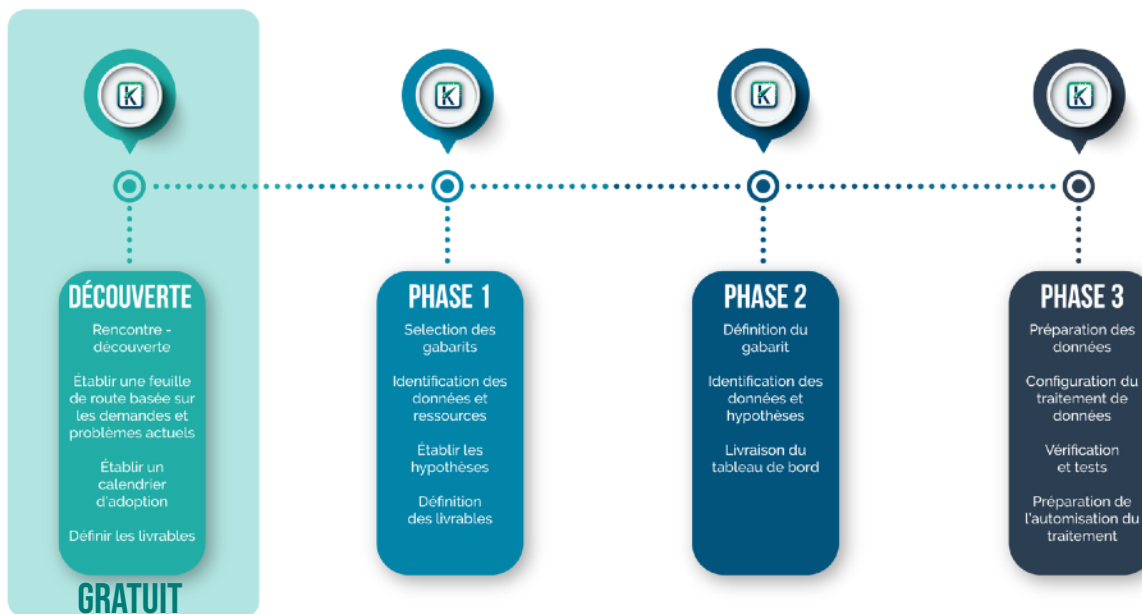 K
K
K
K
DÉCOUVERTE
Rencontre -
découverte
Établir une feuille
de route basée sur
les demandes et
problèmes actuels
Établir un
calendrier
d'adoption
Définir les livrables
GRATUIT
PHASE 1
Selection des
gabarits
Identification des
données et
ressources
Établir les
hypothèses
Définition
des livrables
PHASE 2
Définition du
gabarit
Identification des
données et
hypothèses
Livraison du
tableau de bord
PHASE 3
Préparation des
données
Configuration du
traitement de
données
Vérification
et tests
Préparation de
l'automisation du
traitement